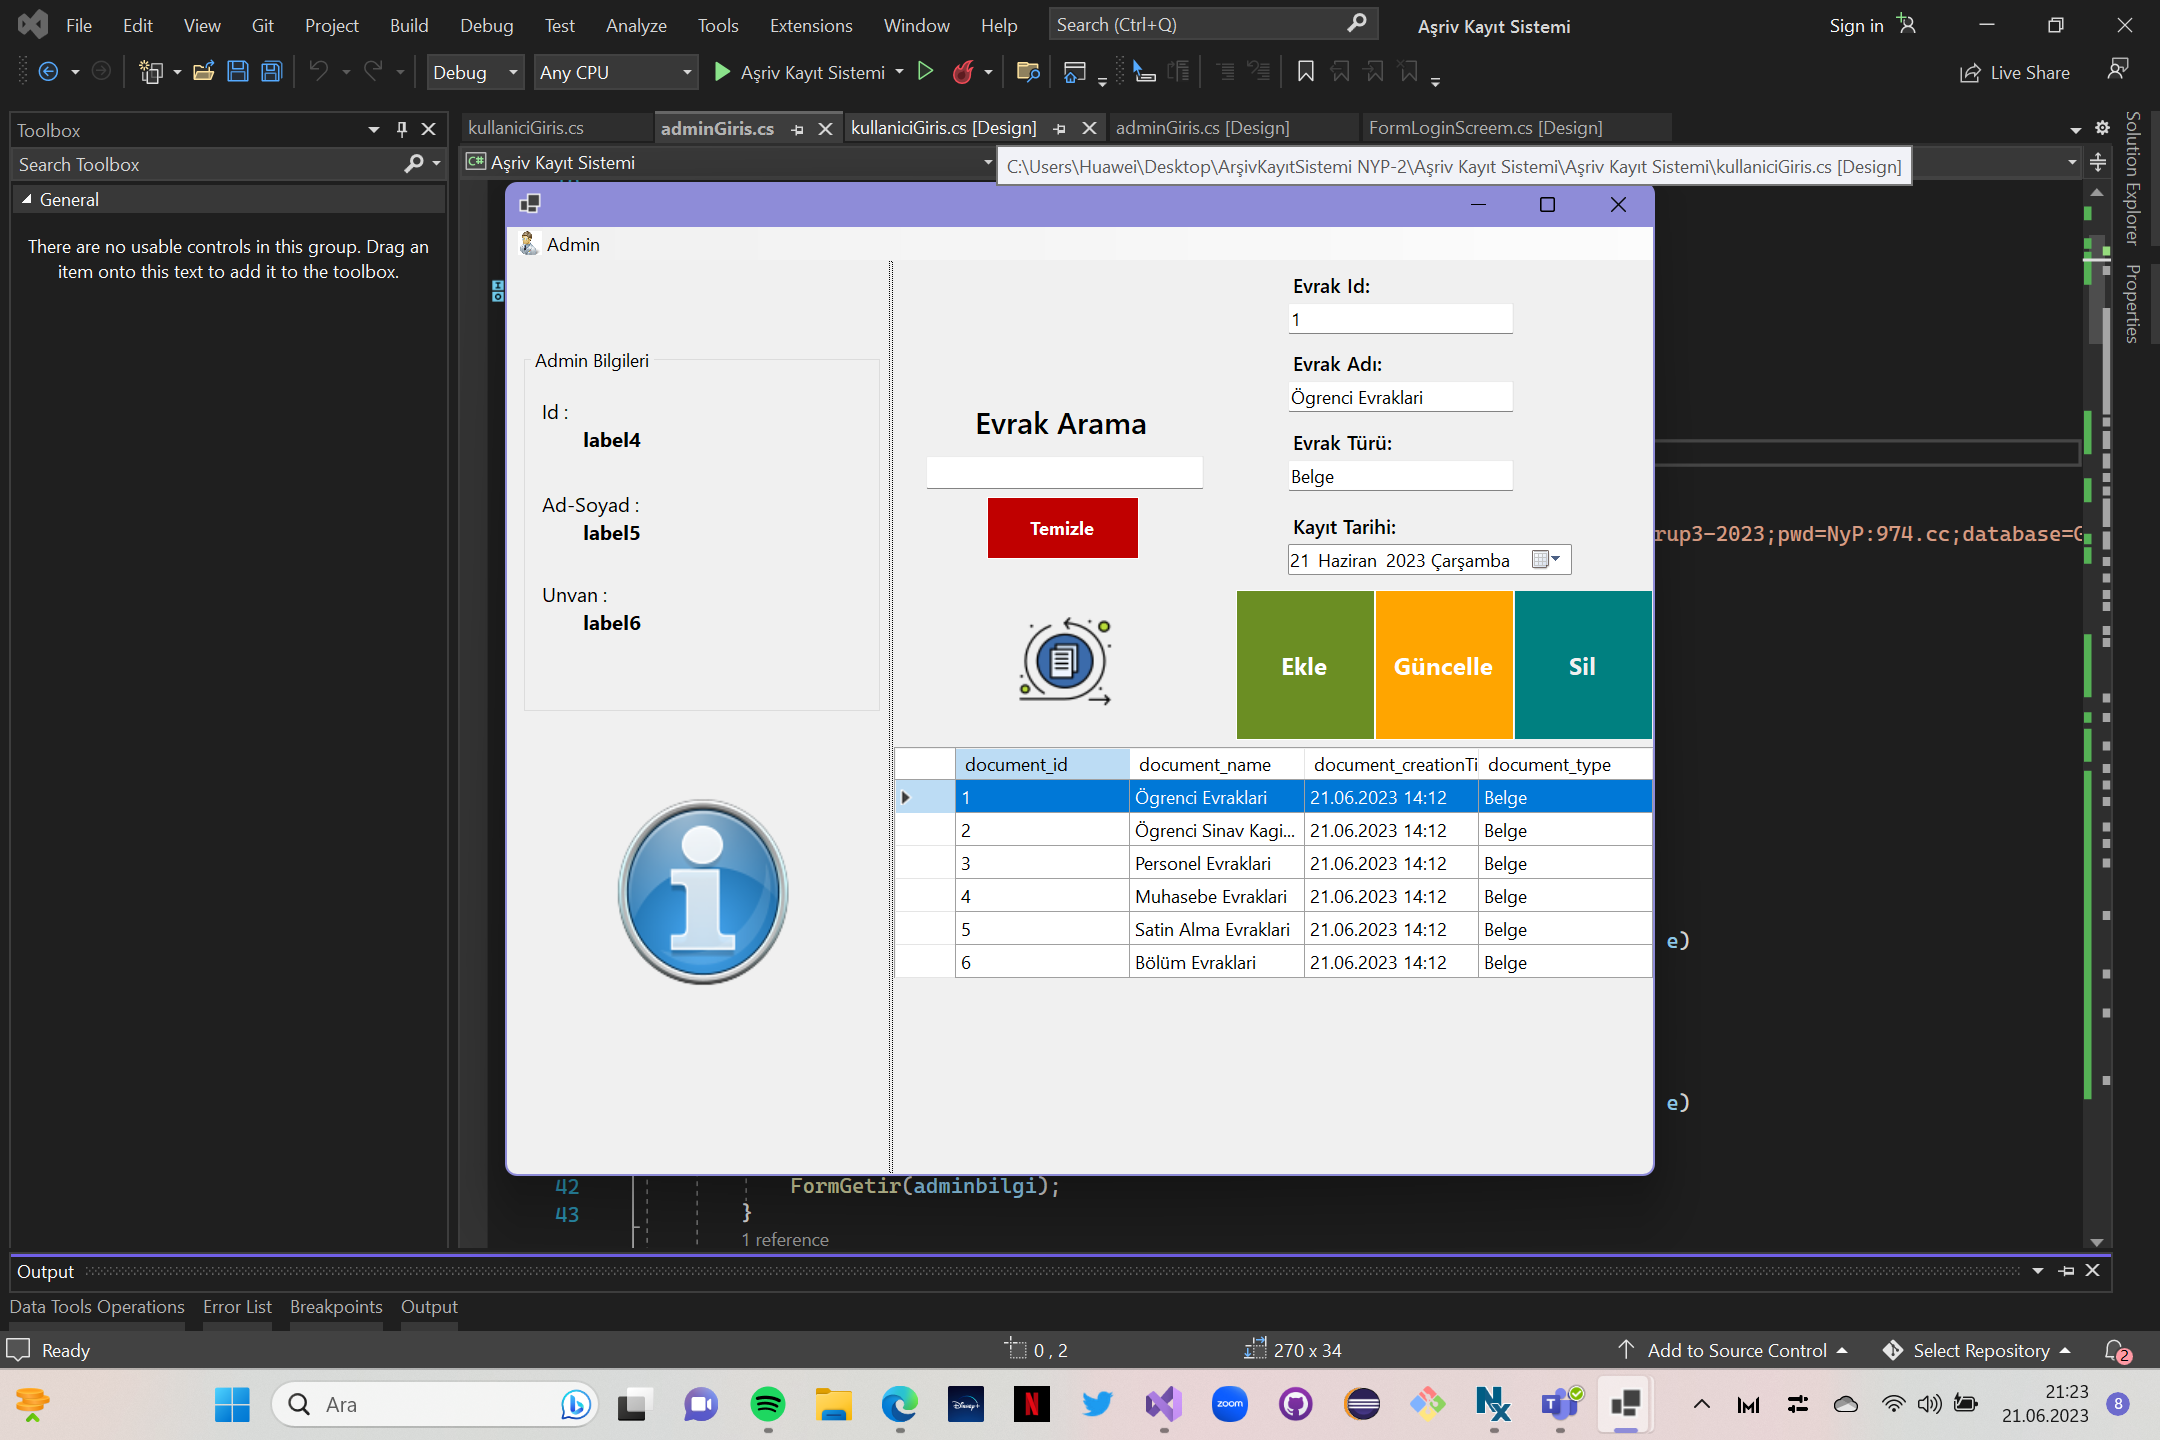 File Edit View Git Project Build Debug Test Analyze Tools Extensions Window Help Search (Ctrl+Q) Aşriv Kayıt Sistemi Sign in
Debug Any CPU Aşriv Kayıt Sistemi Live Share
Toolbox
Search Toolbox
General
There are no usable controls in this group. Drag an
item onto this text to add it to the toolbox.
kullaniciGiris.cs adminGiris.cs kullaniciGiris.cs [Design] adminGiris.cs [Design] FormLoginScreem.cs [Design]
C# Aşriv Kayıt Sistemi
C:\Users\Huawei\Desktop\ArşivKayıtSistemi NYP-2\Aşriv Kayıt Sistemi\Aşriv Kayıt Sistemi\kullaniciGiris.cs [Design]
Solution Explorer
Properties
Admin
Admin Bilgileri
Id :
label4
Ad-Soyad :
label5
Unvan :
label6
Evrak Arama
Temizle
Evrak Id:
1
Evrak Adı:
Ögrenci Evraklari
Evrak Türü:
Belge
Kayıt Tarihi:
21 Haziran 2023 Çarşamba
Ekle Güncelle Sil
document_id document_name document_creationTi document_type
1 Ögrenci Evraklari 21.06.2023 14:12 Belge
2 Ögrenci Sinav Kagi... 21.06.2023 14:12 Belge
3 Personel Evraklari 21.06.2023 14:12 Belge
4 Muhasebe Evraklari 21.06.2023 14:12 Belge
5 Satin Alma Evraklari 21.06.2023 14:12 Belge
6 Bölüm Evraklari 21.06.2023 14:12 Belge
rup3-2023;pwd=NyP:974.cc;database=G
e)
e)
42 FormGetir(adminbilgi);
43 }
1 reference
Output
Data Tools Operations Error List Breakpoints Output
Ready 0 , 2 270 x 34 Add to Source Control Select Repository 2
Ara Disney+ N zoom 21:23
21.06.2023 8